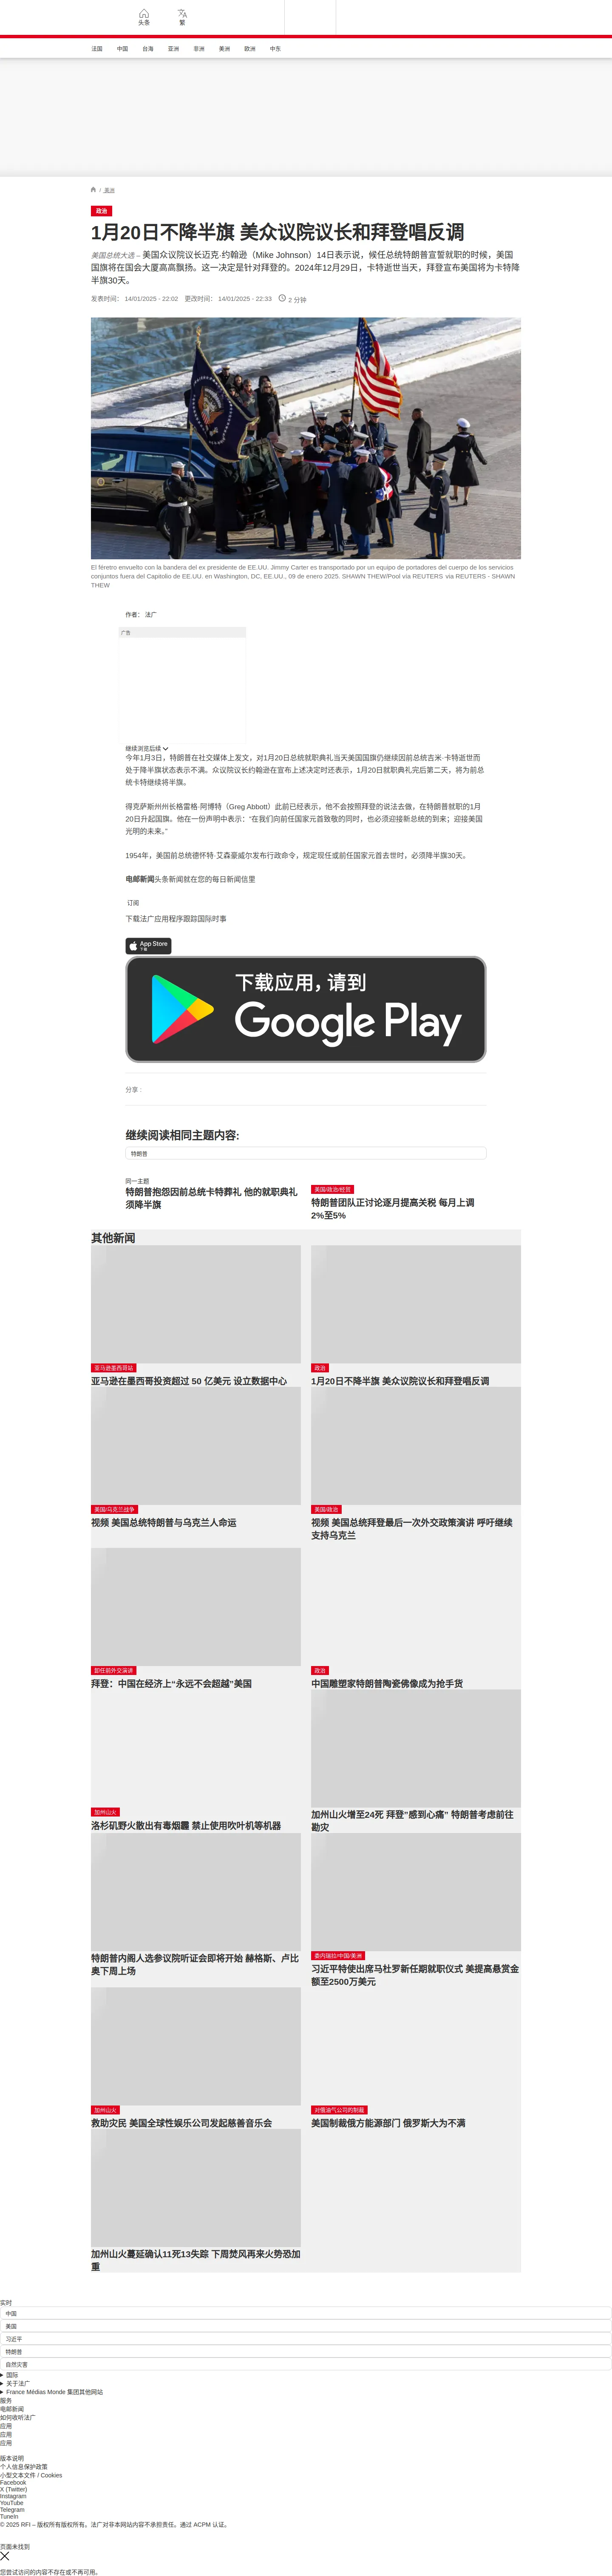 头条
繁
法国
中国
台海
亚洲
非洲
美洲
欧洲
中东
/ 美洲
政治
1月20日不降半旗 美众议院议长和拜登唱反调
美国总统大选 – 美国众议院议长迈克·约翰逊（Mike Johnson）14日表示说，候任总统特朗普宣誓就职的时候，美国
国旗将在国会大厦高高飘扬。这一决定是针对拜登的。2024年12月29日，卡特逝世当天，拜登宣布美国将为卡特降
半旗30天。
发表时间： 14/01/2025 - 22:02 更改时间： 14/01/2025 - 22:33 2 分钟
El féretro envuelto con la bandera del ex presidente de EE.UU. Jimmy Carter es transportado por un equipo de portadores del cuerpo de los servicios
conjuntos fuera del Capitolio de EE.UU. en Washington, DC, EE.UU., 09 de enero 2025. SHAWN THEW/Pool vía REUTERS via REUTERS - SHAWN
THEW
作者： 法广
广告
继续浏览后续
今年1月3日，特朗普在社交媒体上发文，对1月20日总统就职典礼当天美国国旗仍继续因前总统吉米·卡特逝世而
处于降半旗状态表示不满。众议院议长约翰逊在宣布上述决定时还表示，1月20日就职典礼完后第二天，将为前总
统卡特继续将半旗。
得克萨斯州州长格雷格·阿博特（Greg Abbott）此前已经表示，他不会按照拜登的说法去做，在特朗普就职的1月
20日升起国旗。他在一份声明中表示：“在我们向前任国家元首致敬的同时，也必须迎接新总统的到来；迎接美国
光明的未来。”
1954年，美国前总统德怀特·艾森豪威尔发布行政命令，规定现任或前任国家元首去世时，必须降半旗30天。
电邮新闻头条新闻就在您的每日新闻信里
订阅
下载法广应用程序跟踪国际时事
App Store
下载
下载应用，请到
Google Play
分享 :
继续阅读相同主题内容:
特朗普
同一主题
特朗普抱怨因前总统卡特葬礼 他的就职典礼
须降半旗
美国/政治/经贸
特朗普团队正讨论逐月提高关税 每月上调
2%至5%
其他新闻
亚马逊墨西哥站
亚马逊在墨西哥投资超过 50 亿美元 设立数据中心
政治
1月20日不降半旗 美众议院议长和拜登唱反调
美国/乌克兰战争
视频 美国总统特朗普与乌克兰人命运
美国/政治
视频 美国总统拜登最后一次外交政策演讲 呼吁继续
支持乌克兰
卸任前外交演讲
拜登：中国在经济上“永远不会超越”美国
政治
中国雕塑家特朗普陶瓷佛像成为抢手货
加州山火
洛杉矶野火散出有毒烟霾 禁止使用吹叶机等机器
加州山火增至24死 拜登”感到心痛” 特朗普考虑前往
勘灾
特朗普内阁人选参议院听证会即将开始 赫格斯、卢比
奥下周上场
委内瑞拉/中国/美洲
习近平特使出席马杜罗新任期就职仪式 美提高悬赏金
额至2500万美元
加州山火
救助灾民 美国全球性娱乐公司发起慈善音乐会
对俄油气公司的制裁
美国制裁俄方能源部门 俄罗斯大为不满
加州山火蔓延确认11死13失踪 下周焚风再来火势恐加
重
实时
中国
美国
习近平
特朗普
自然灾害
国际
关于法广
France Médias Monde 集团其他网站
服务
电邮新闻
如何收听法广
应用
应用
应用
版本说明
个人信息保护政策
小型文本文件 / Cookies
Facebook
X (Twitter)
Instagram
YouTube
Telegram
TuneIn
© 2025 RFI – 版权所有版权所有。法广对非本网站内容不承担责任。通过 ACPM 认证。
页面未找到
您尝试访问的内容不存在或不再可用。